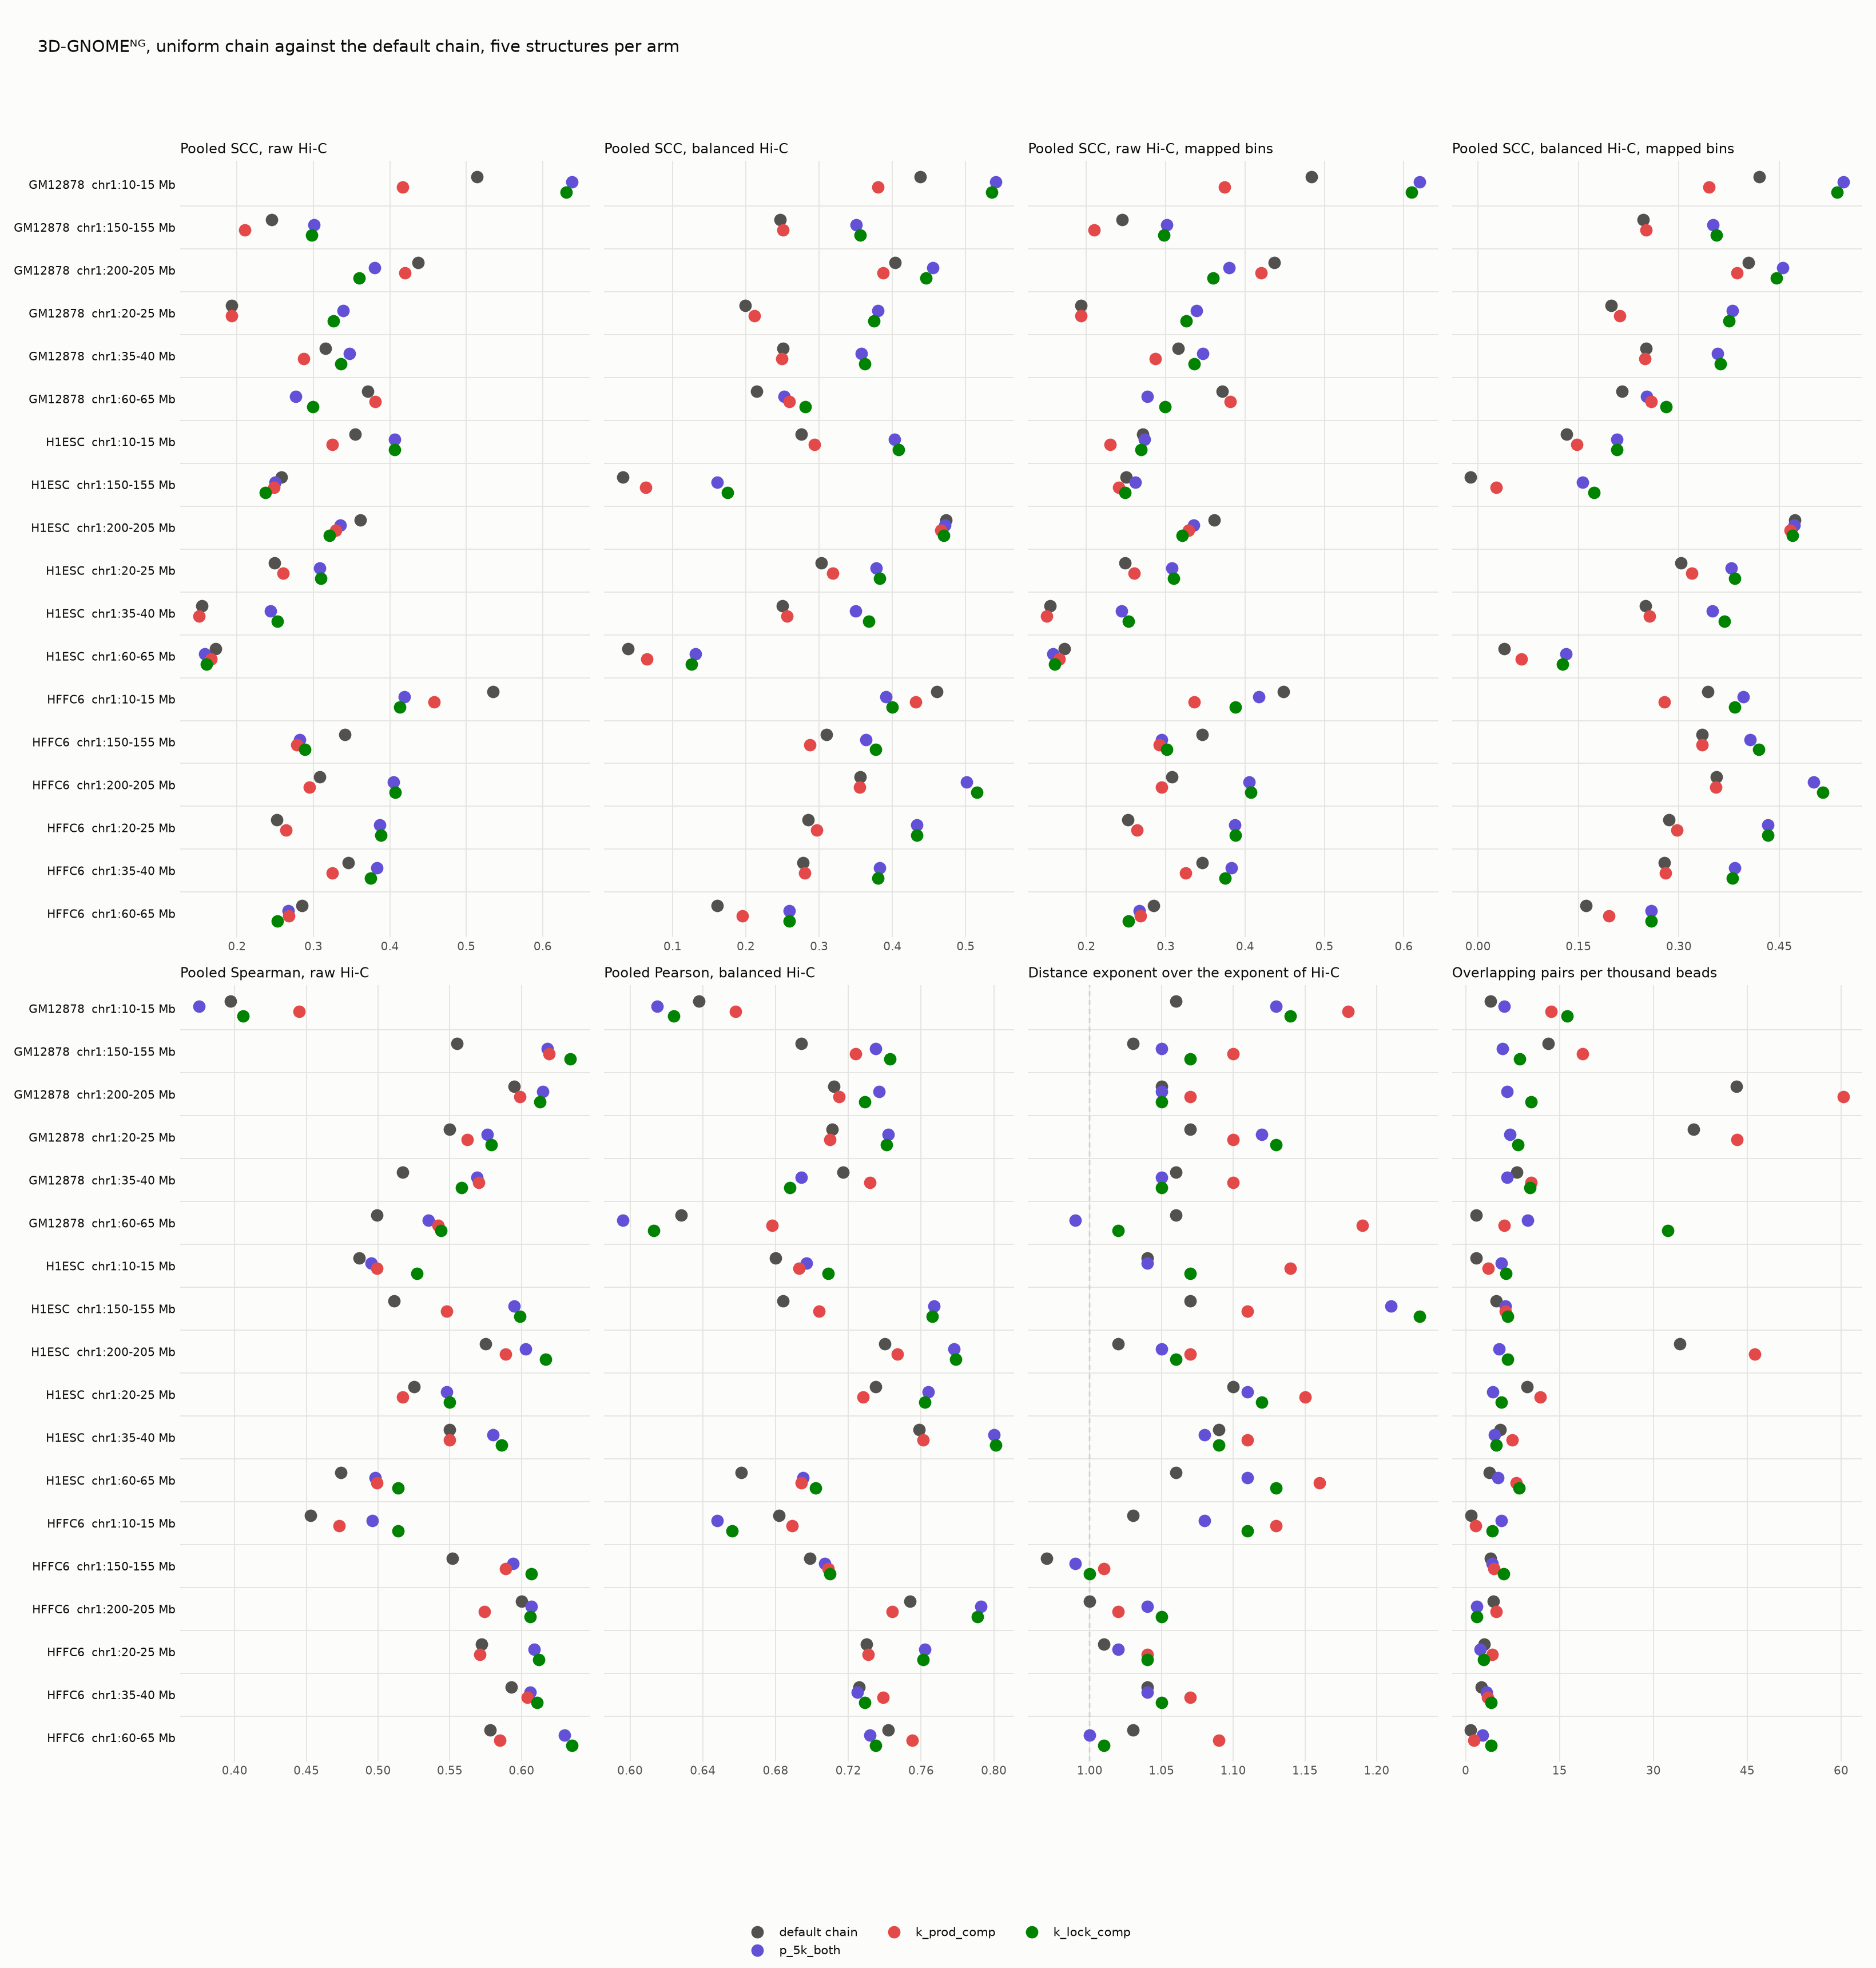 3D-GNOMEᴺᴳ, uniform chain against the default chain, five structures per arm
Pooled SCC, raw Hi-C
Pooled SCC, balanced Hi-C
Pooled SCC, raw Hi-C, mapped bins
Pooled SCC, balanced Hi-C, mapped bins
GM12878 chr1:10-15 Mb
GM12878 chr1:150-155 Mb
GM12878 chr1:200-205 Mb
GM12878 chr1:20-25 Mb
GM12878 chr1:35-40 Mb
GM12878 chr1:60-65 Mb
H1ESC chr1:10-15 Mb
H1ESC chr1:150-155 Mb
H1ESC chr1:200-205 Mb
H1ESC chr1:20-25 Mb
H1ESC chr1:35-40 Mb
H1ESC chr1:60-65 Mb
HFFC6 chr1:10-15 Mb
HFFC6 chr1:150-155 Mb
HFFC6 chr1:200-205 Mb
HFFC6 chr1:20-25 Mb
HFFC6 chr1:35-40 Mb
HFFC6 chr1:60-65 Mb
0.2 0.3 0.4 0.5 0.6
0.1 0.2 0.3 0.4 0.5
0.2 0.3 0.4 0.5 0.6
0.00 0.15 0.30 0.45
Pooled Spearman, raw Hi-C
Pooled Pearson, balanced Hi-C
Distance exponent over the exponent of Hi-C
Overlapping pairs per thousand beads
GM12878 chr1:10-15 Mb
GM12878 chr1:150-155 Mb
GM12878 chr1:200-205 Mb
GM12878 chr1:20-25 Mb
GM12878 chr1:35-40 Mb
GM12878 chr1:60-65 Mb
H1ESC chr1:10-15 Mb
H1ESC chr1:150-155 Mb
H1ESC chr1:200-205 Mb
H1ESC chr1:20-25 Mb
H1ESC chr1:35-40 Mb
H1ESC chr1:60-65 Mb
HFFC6 chr1:10-15 Mb
HFFC6 chr1:150-155 Mb
HFFC6 chr1:200-205 Mb
HFFC6 chr1:20-25 Mb
HFFC6 chr1:35-40 Mb
HFFC6 chr1:60-65 Mb
0.40 0.45 0.50 0.55 0.60
0.60 0.64 0.68 0.72 0.76 0.80
1.00 1.05 1.10 1.15 1.20
0 15 30 45 60
default chain
k_prod_comp
k_lock_comp
p_5k_both